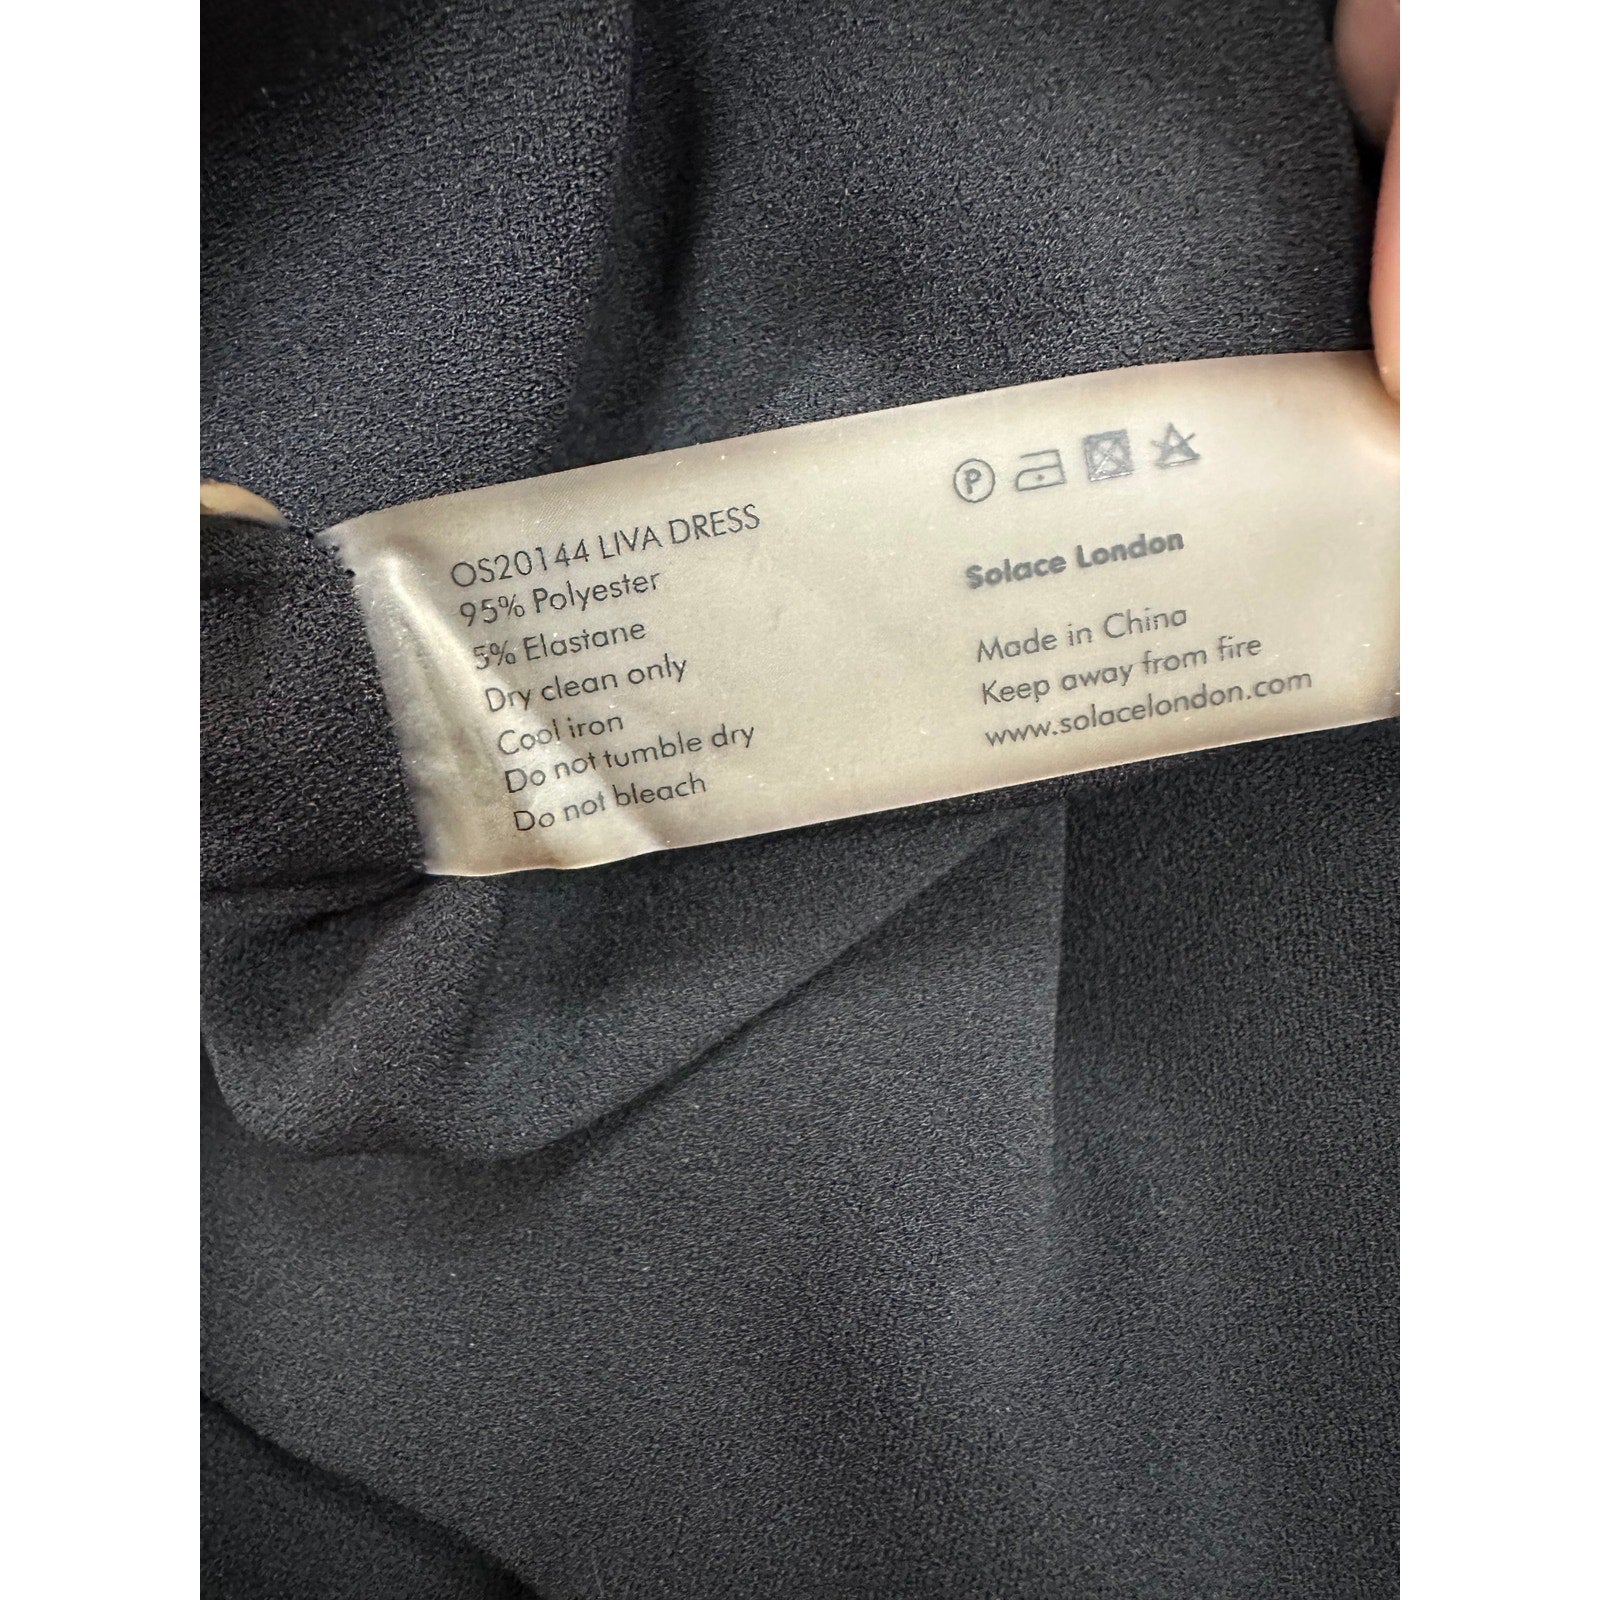 OS20144 LIVA DRESS
95% Polyester
5% Elastane
Dry clean only
Cool iron
Do not tumble dry
Do not bleach
P
Solace London
Made in China
Keep away from fire
www.solacelondon.com